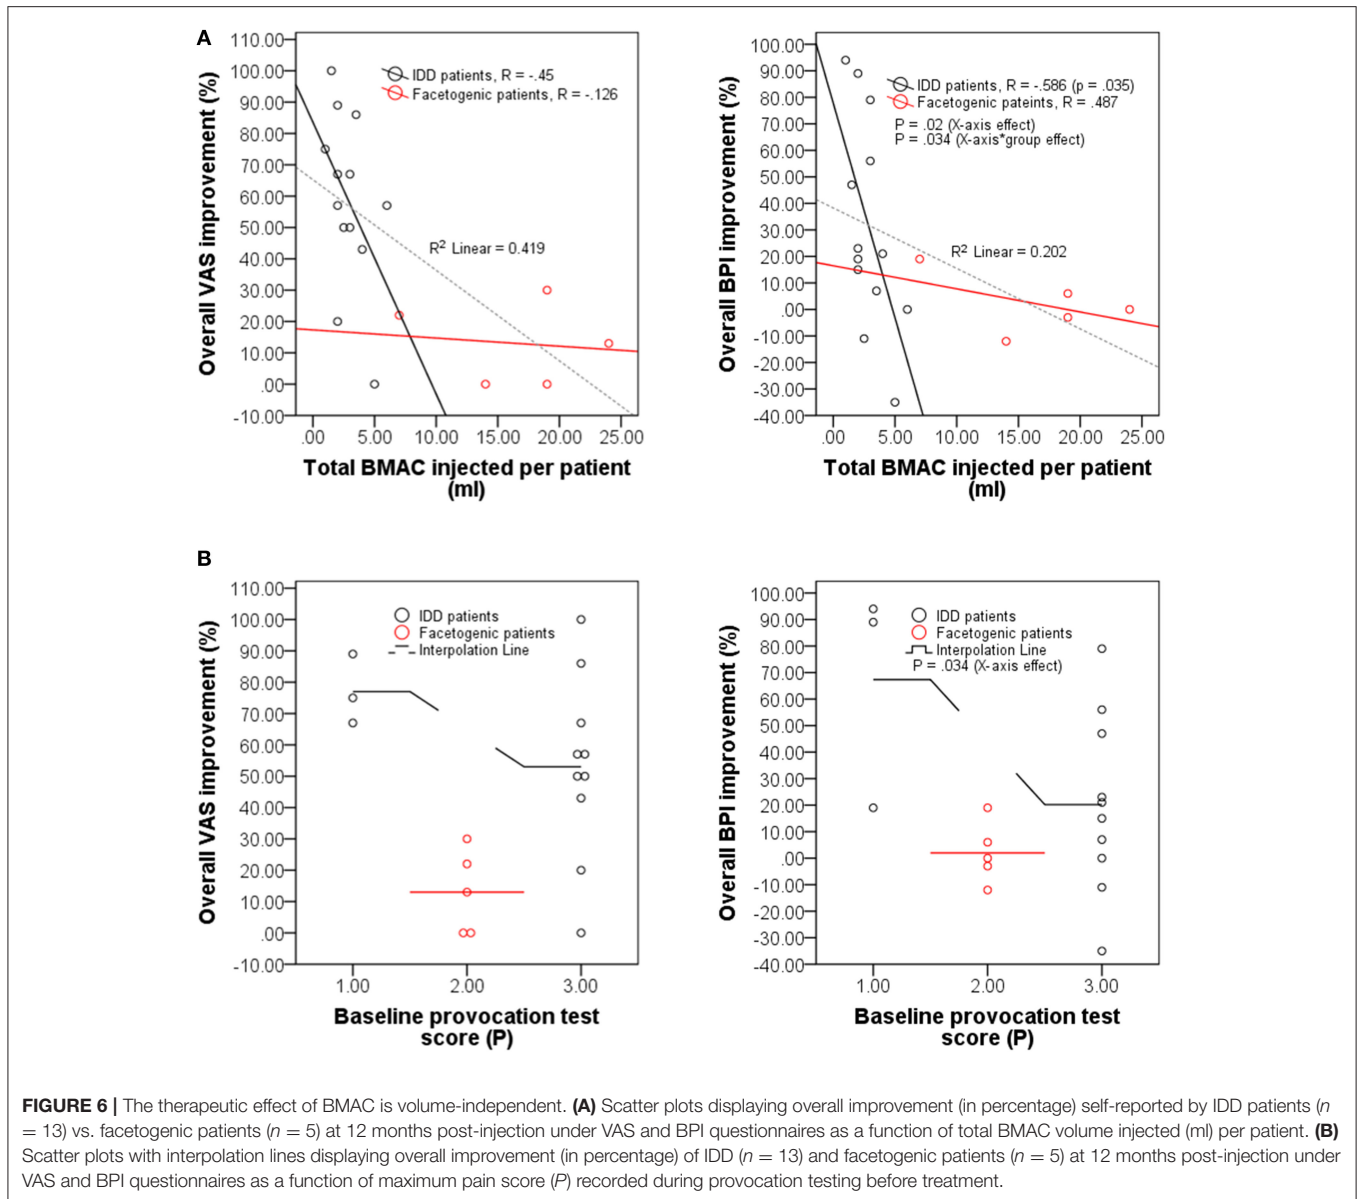 A
110.00
100.00
90.00
80.00
70.00
60.00
50.00
40.00
30.00
20.00
10.00
.00
-10.00
Overall VAS improvement (%)
IDD patients, R = -.45
Facetogenic patients, R = -.126
R² Linear = 0.419
.00 5.00 10.00 15.00 20.00 25.00
Total BMAC injected per patient
(ml)
100.00
90.00
80.00
70.00
60.00
50.00
40.00
30.00
20.00
10.00
.00
-10.00
-20.00
-30.00
-40.00
Overall BPI improvement (%)
IDD patients, R = -.586 (p = .035)
Facetogenic pateints, R = .487
P = .02 (X-axis effect)
P = .034 (X-axis*group effect)
R² Linear = 0.202
.00 5.00 10.00 15.00 20.00 25.00
Total BMAC injected per patient
(ml)
B
110.00
100.00
90.00
80.00
70.00
60.00
50.00
40.00
30.00
20.00
10.00
.00
-10.00
Overall VAS improvement (%)
IDD patients
Facetogenic patients
Interpolation Line
1.00 2.00 3.00
Baseline provocation test
score (P)
100.00
90.00
80.00
70.00
60.00
50.00
40.00
30.00
20.00
10.00
.00
-10.00
-20.00
-30.00
-40.00
Overall BPI improvement (%)
IDD patients
Facetogenic patients
Interpolation Line
P = .034 (X-axis effect)
1.00 2.00 3.00
Baseline provocation test
score (P)
FIGURE 6 | The therapeutic effect of BMAC is volume-independent. (A) Scatter plots displaying overall improvement (in percentage) self-reported by IDD patients (n
= 13) vs. facetogenic patients (n = 5) at 12 months post-injection under VAS and BPI questionnaires as a function of total BMAC volume injected (ml) per patient. (B)
Scatter plots with interpolation lines displaying overall improvement (in percentage) of IDD (n = 13) and facetogenic patients (n = 5) at 12 months post-injection under
VAS and BPI questionnaires as a function of maximum pain score (P) recorded during provocation testing before treatment.